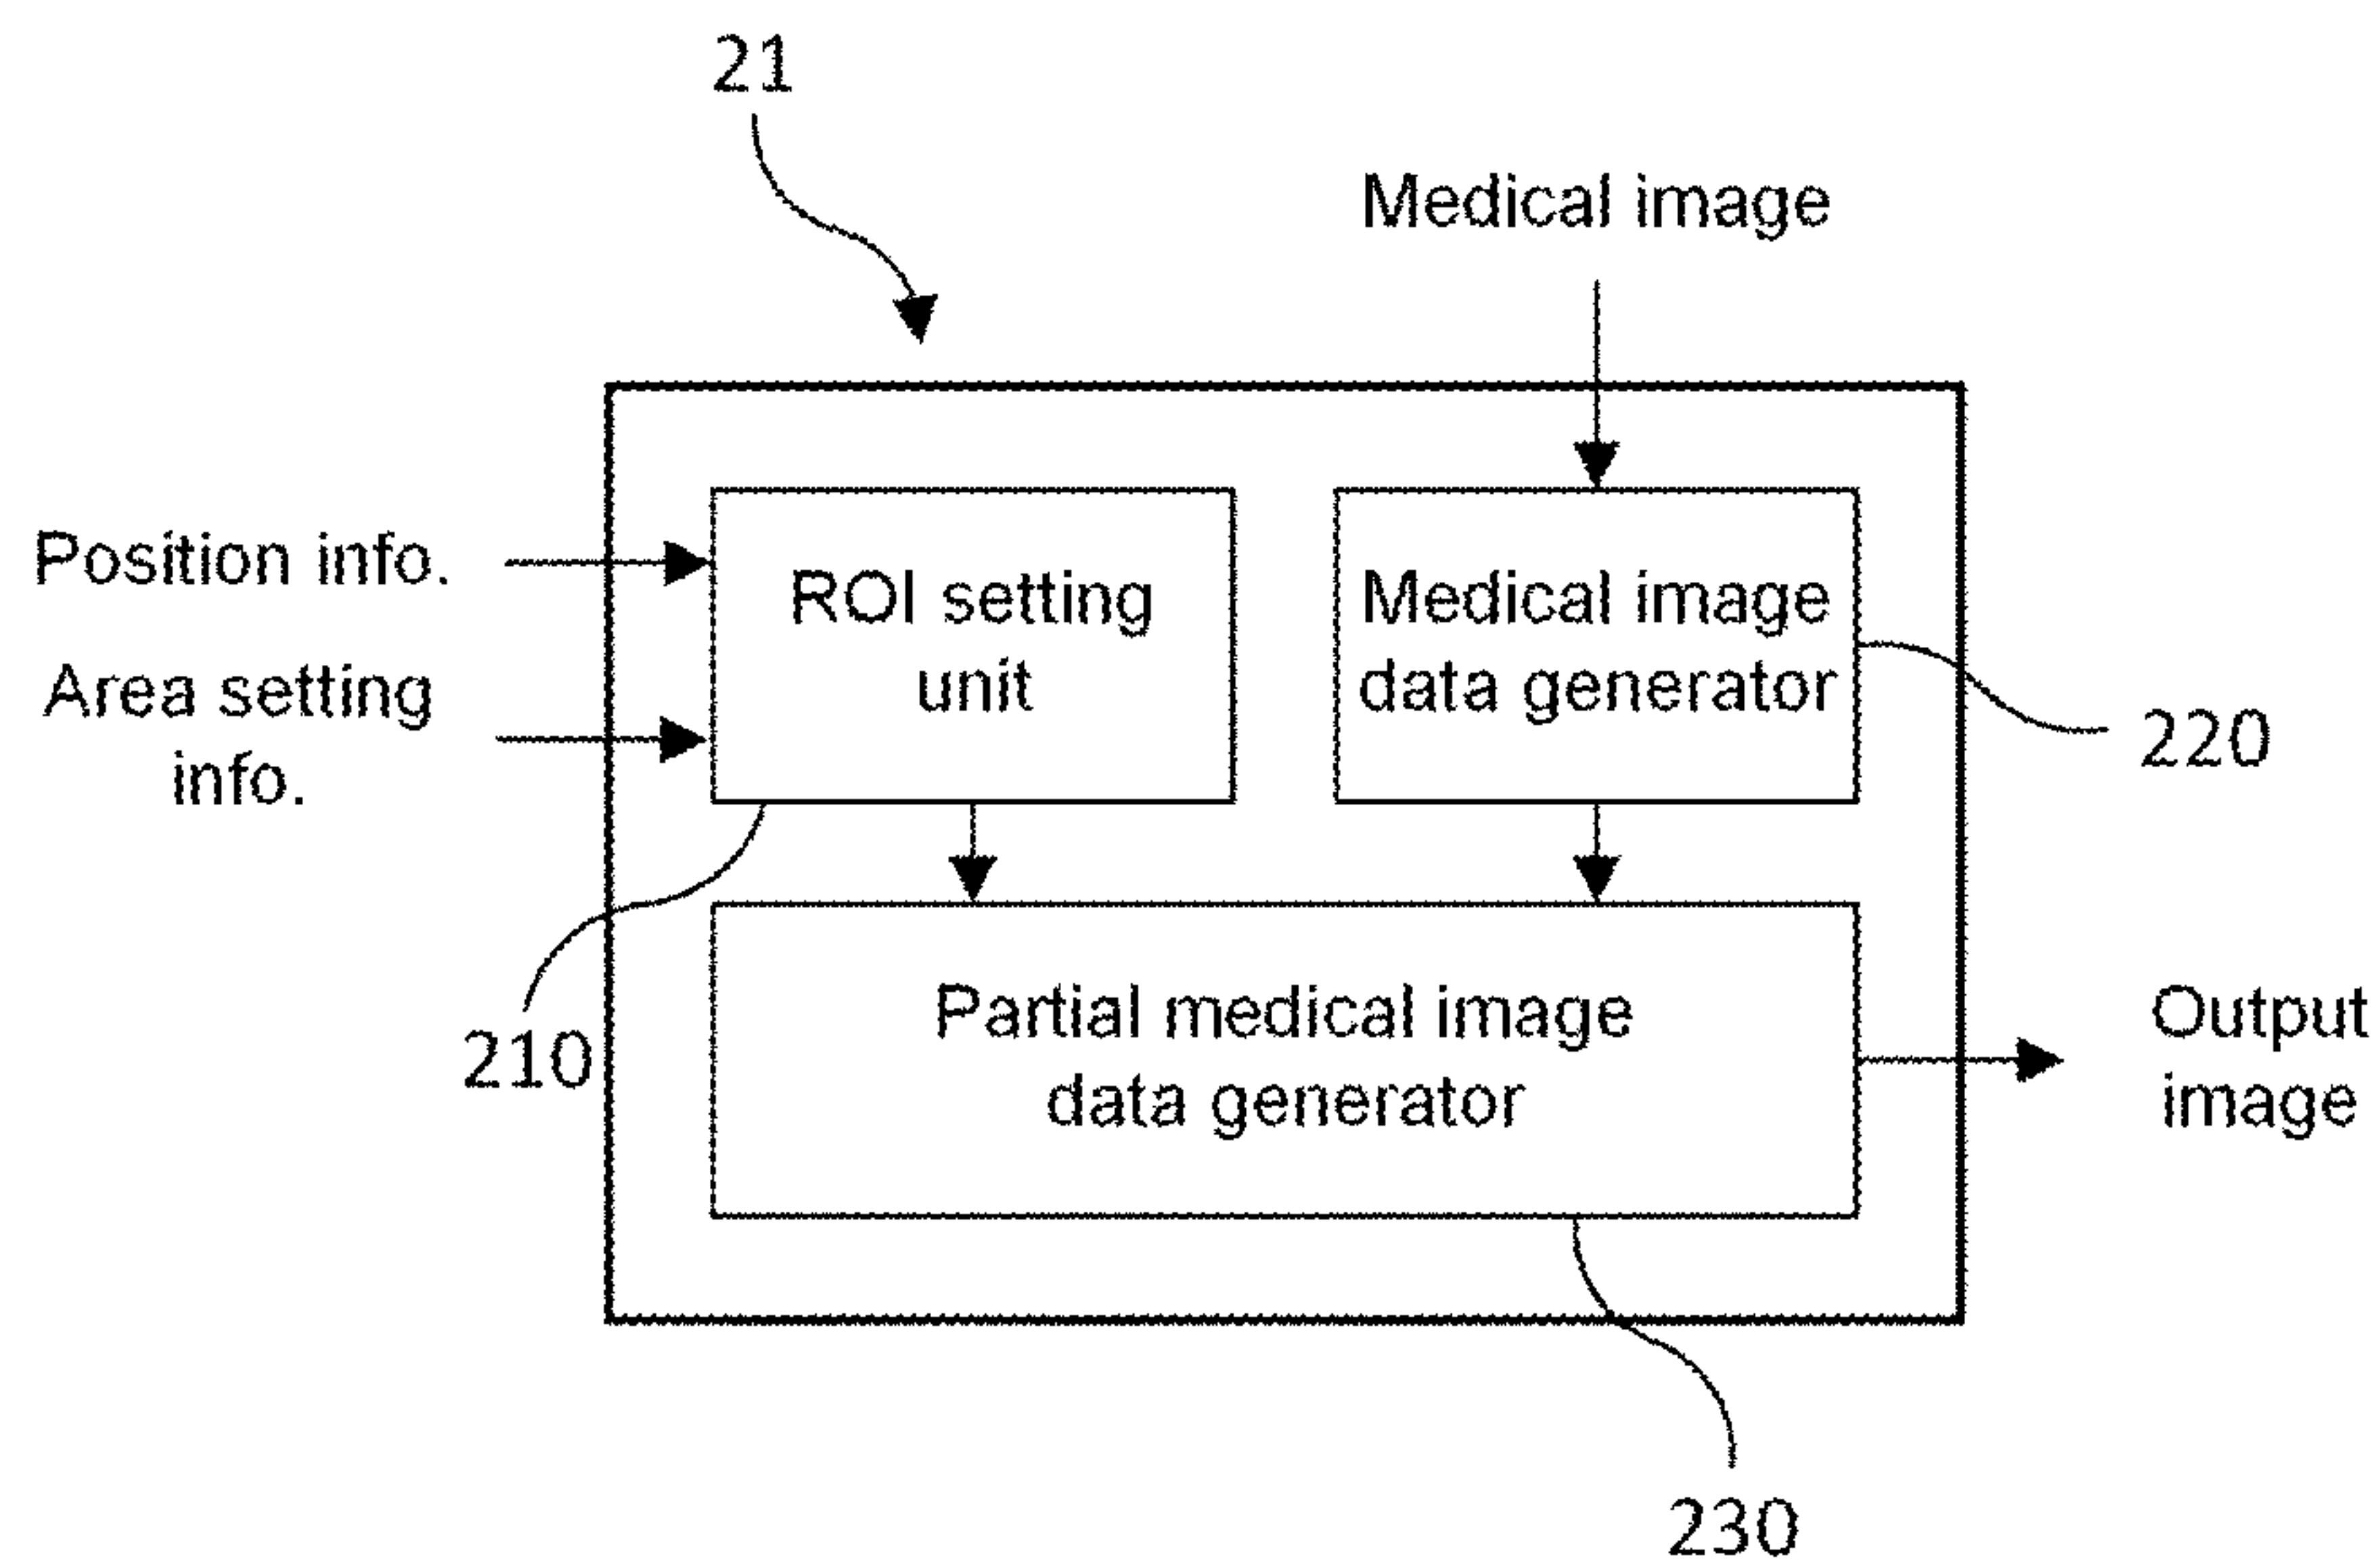 21
Medical image
Position info.
Area setting
info.
ROI setting
unit
Medical image
data generator
220
210
Partial medical image
data generator
Output
image
230